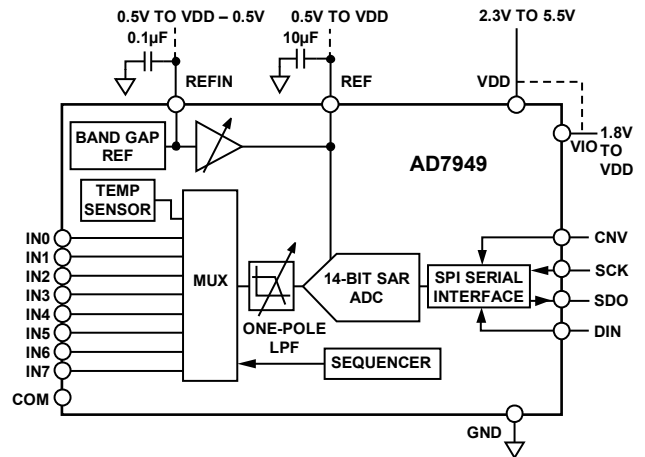 0.5V TO VDD – 0.5V
0.5V TO VDD
2.3V TO 5.5V
0.1µF
10µF
REFIN
REF
VDD
BAND GAP
REF
AD7949
VIO
1.8V
TO
VDD
TEMP
SENSOR
IN0
IN1
IN2
IN3
IN4
IN5
IN6
IN7
COM
MUX
ONE-POLE
LPF
14-BIT SAR
ADC
SPI SERIAL
INTERFACE
CNV
SCK
SDO
DIN
SEQUENCER
GND